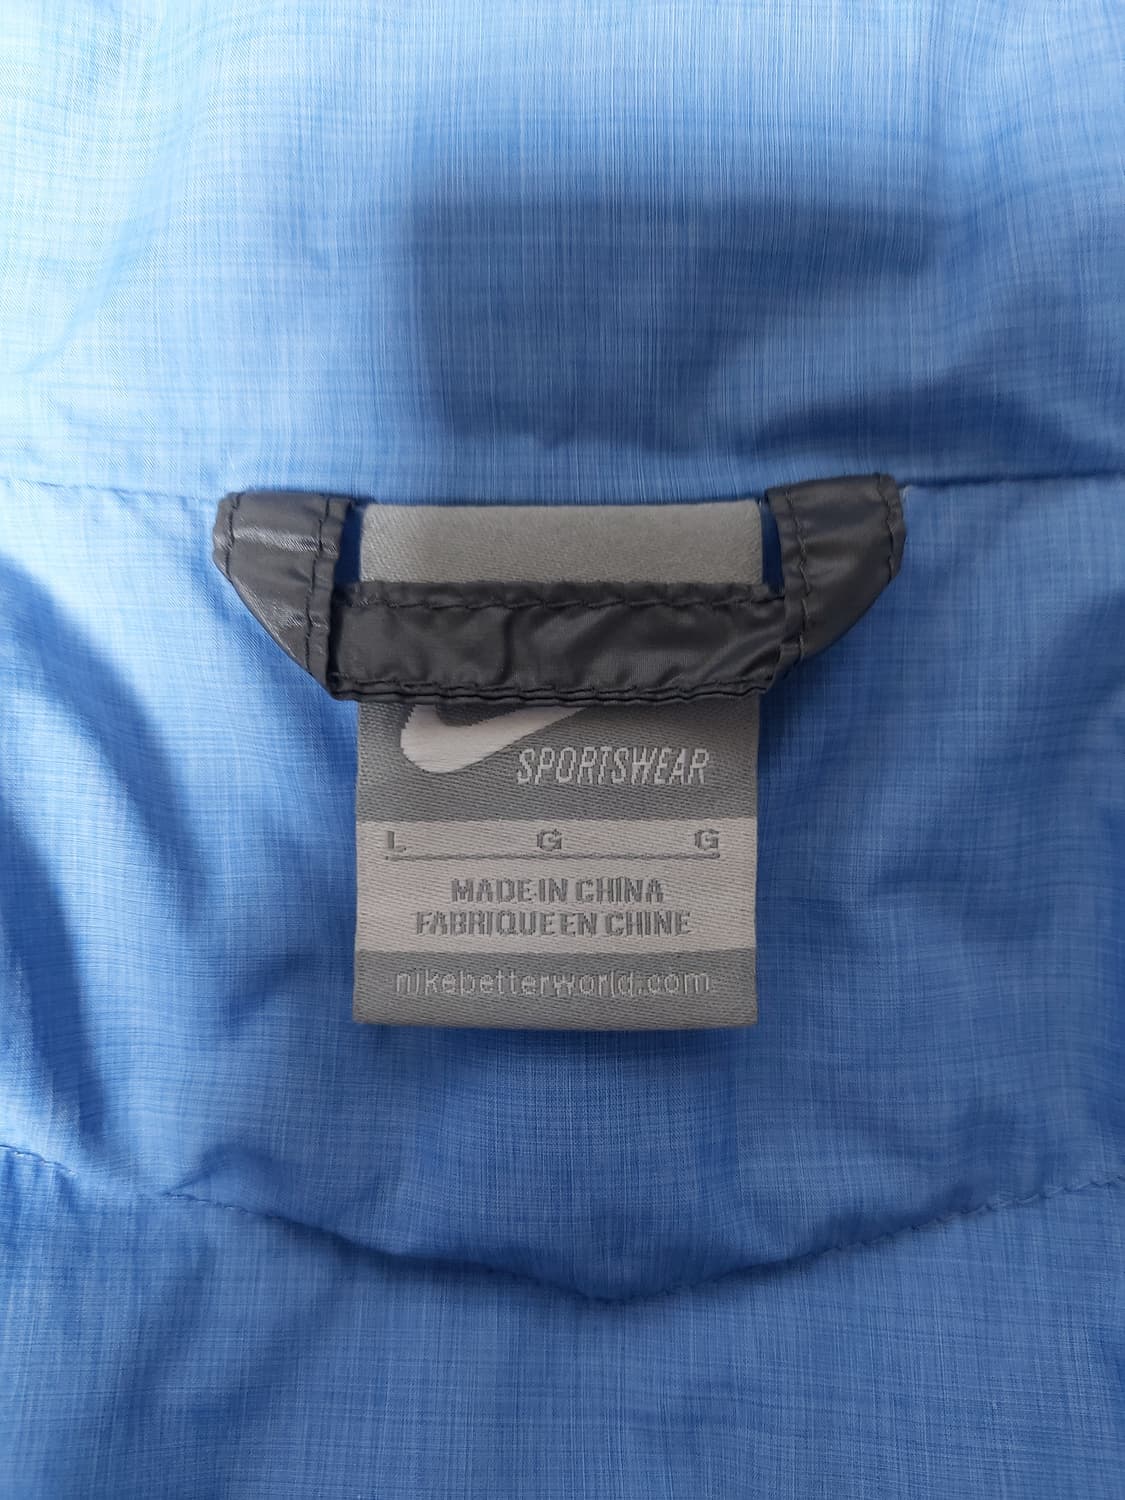 SPORTSWEAR
L G G
MADE IN CHINA
FABRIQUE EN CHINE
nikebetterworld.com